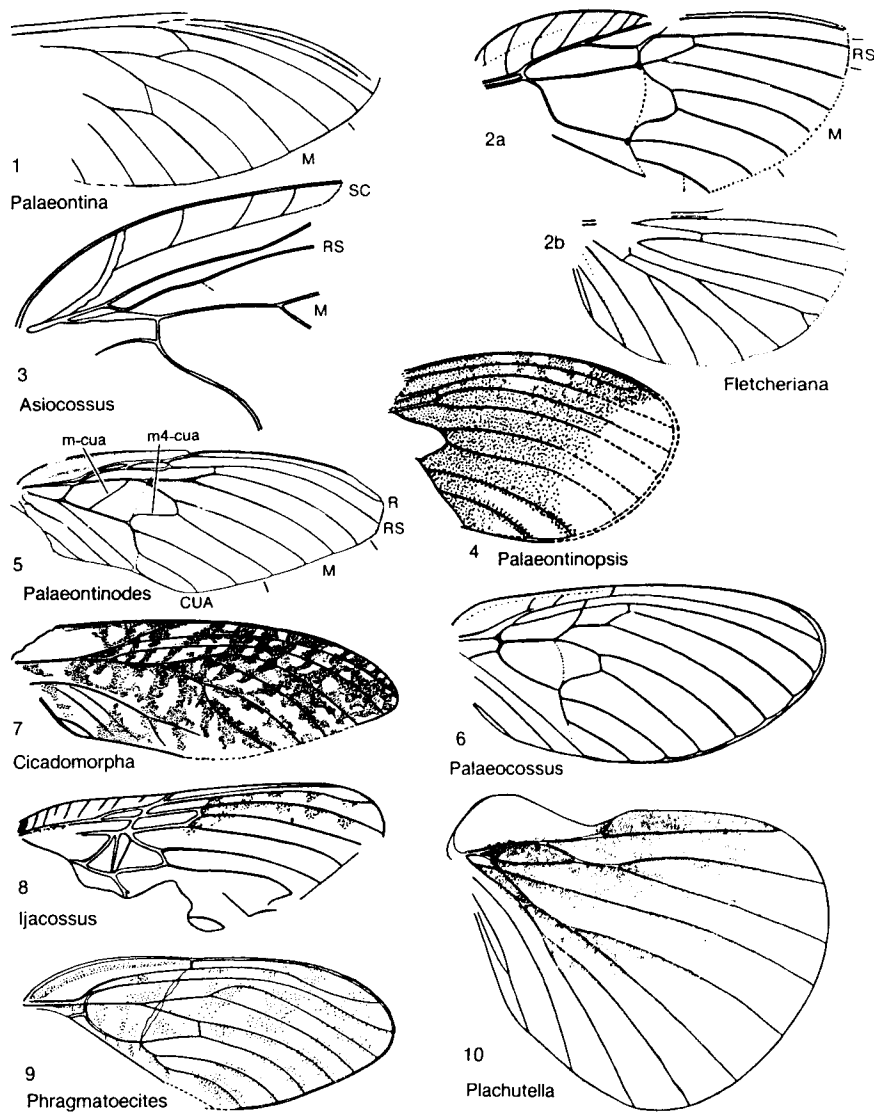 1
M
Palaeontina
2a
RS
M
2b
Fletcheriana
SC
RS
M
3
Asiocossus
4
Palaeontinopsis
m-cua
m4-cua
R
RS
M
CUA
5
Palaeontinodes
6
Palaeocossus
7
Cicadomorpha
8
Ijacossus
9
Phragmatoecites
10
Plachutella